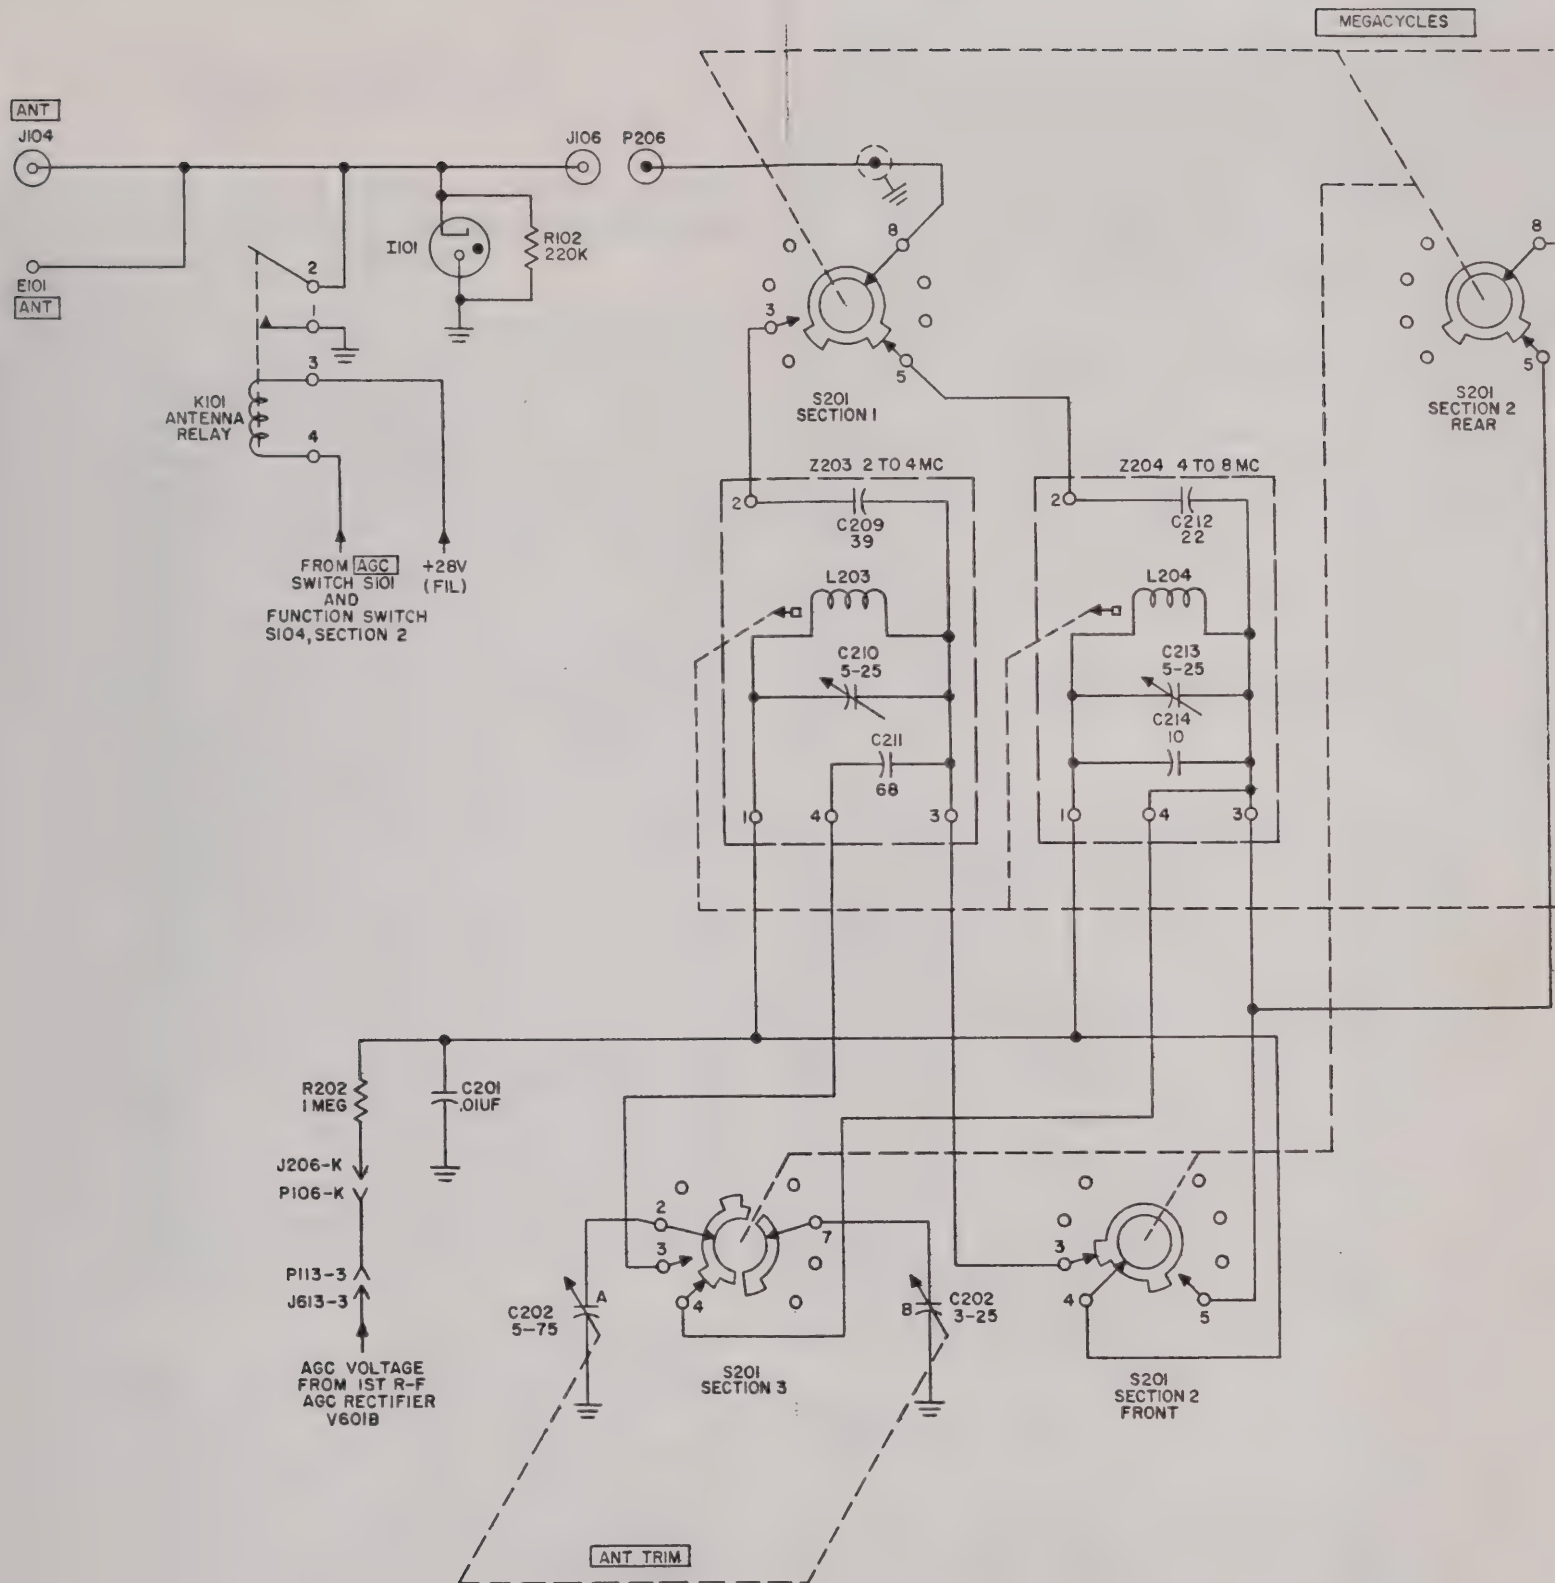 MEGACYCLES
ANT
J104
J106
P206
I101
R102
220K
8
8
E101
ANT
2
1
3
4
K101
ANTENNA
RELAY
3
5
5
S201
SECTION 1
S201
SECTION 2
REAR
FROM AGC
SWITCH S101
AND
FUNCTION SWITCH
S104, SECTION 2
+28V
(FIL)
Z203 2 TO 4 MC
2
C209
39
L203
C210
5-25
C211
68
1
4
3
Z204 4 TO 8 MC
2
C212
22
L204
C213
5-25
C214
10
1
4
3
R202
1 MEG
C201
.01UF
J206-K
P106-K
P113-3
J613-3
AGC VOLTAGE
FROM 1ST R-F
AGC RECTIFIER
V601B
2
3
4
7
A
C202
5-75
B
C202
3-25
S201
SECTION 3
3
4
5
S201
SECTION 2
FRONT
ANT TRIM